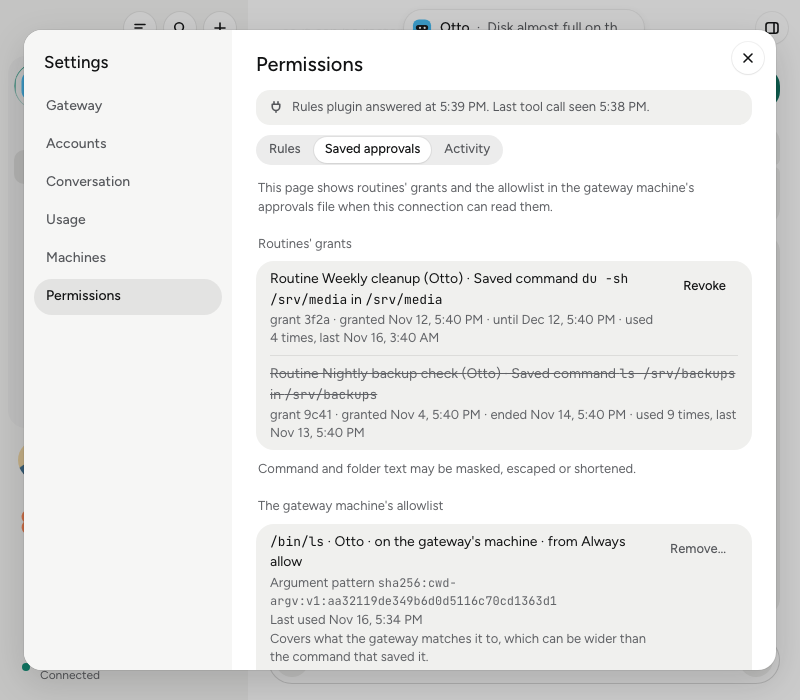 Otto · Disk almost full on th
Settings
Gateway
Accounts
Conversation
Usage
Machines
Permissions
Connected
Permissions
Rules plugin answered at 5:39 PM. Last tool call seen 5:38 PM.
Rules Saved approvals Activity
This page shows routines' grants and the allowlist in the gateway machine's
approvals file when this connection can read them.
Routines' grants
Routine Weekly cleanup (Otto) · Saved command du -sh
/srv/media in /srv/media
Revoke
grant 3f2a · granted Nov 12, 5:40 PM · until Dec 12, 5:40 PM · used
4 times, last Nov 16, 3:40 AM
Routine Nightly backup check (Otto) · Saved command ls /srv/backups
in /srv/backups
grant 9c41 · granted Nov 4, 5:40 PM · ended Nov 14, 5:40 PM · used 9 times, last
Nov 13, 5:40 PM
Command and folder text may be masked, escaped or shortened.
The gateway machine's allowlist
/bin/ls · Otto · on the gateway's machine · from Always
allow
Remove...
Argument pattern sha256:cwd-
argv:v1:aa32119de349b6d0d5116c70cd1363d1
Last used Nov 16, 5:34 PM
Covers what the gateway matches it to, which can be wider than
the command that saved it.